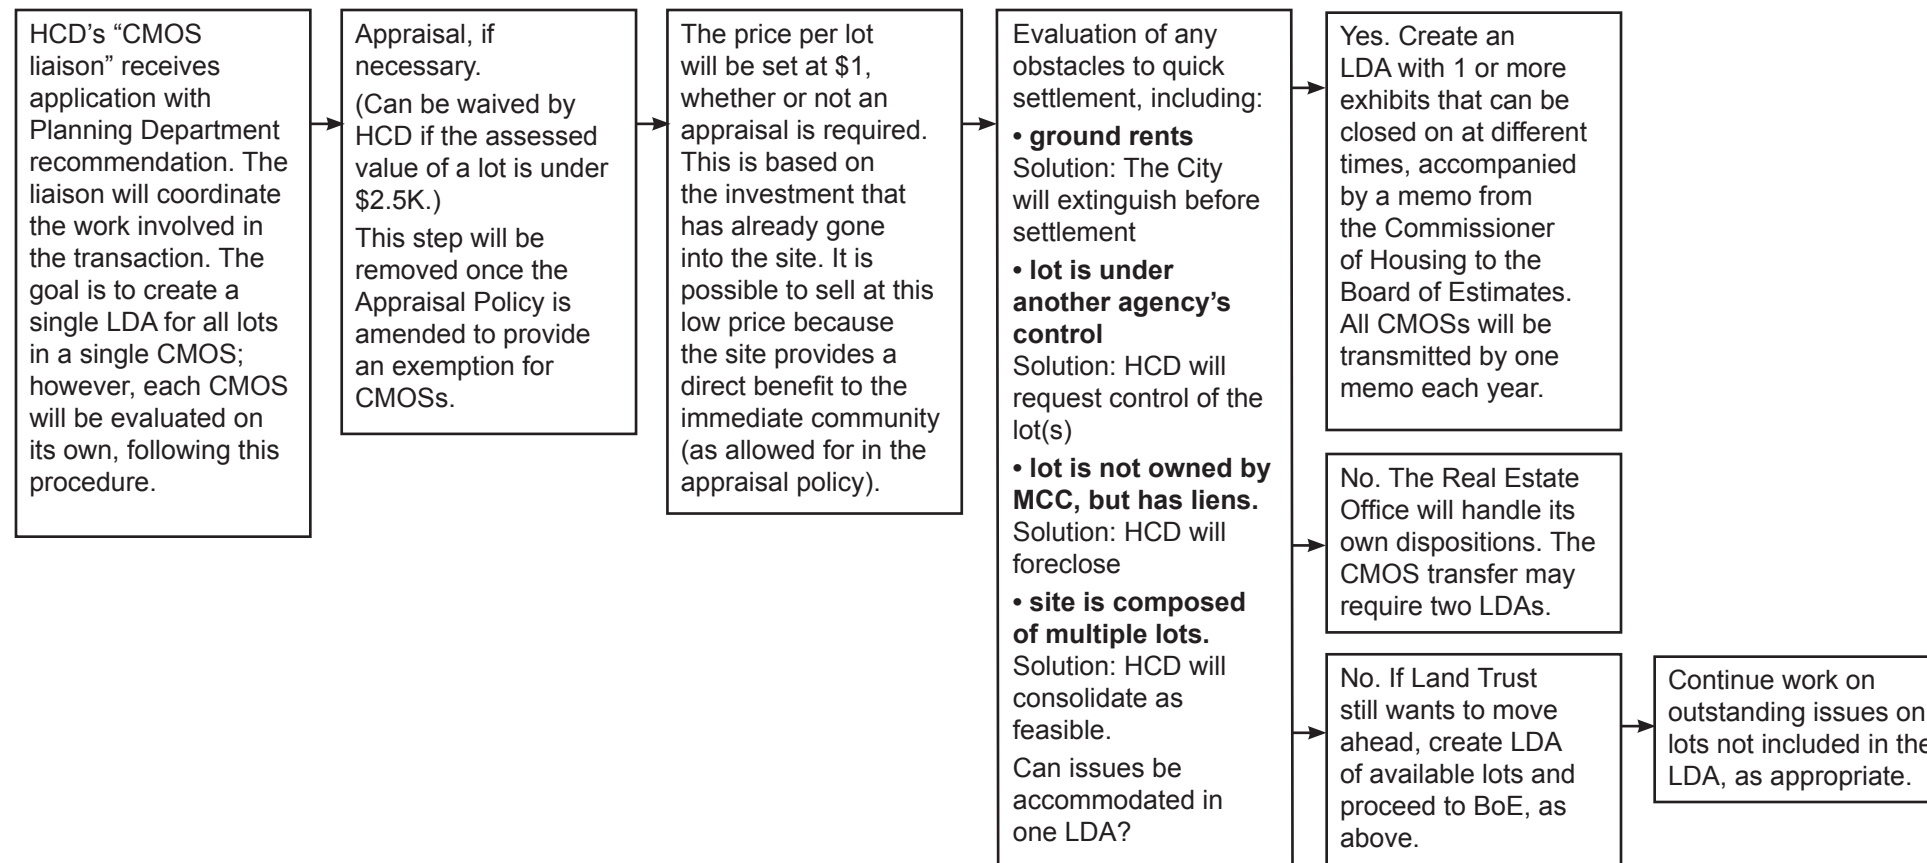 HCD's “CMOS
liaison” receives
application with
Planning Department
recommendation. The
liaison will coordinate
the work involved in
the transaction. The
goal is to create a
single LDA for all lots
in a single CMOS;
however, each CMOS
will be evaluated on
its own, following this
procedure.
Appraisal, if
necessary.
(Can be waived by
HCD if the assessed
value of a lot is under
$2.5K.)
This step will be
removed once the
Appraisal Policy is
amended to provide
an exemption for
CMOSs.
The price per lot
will be set at $1,
whether or not an
appraisal is required.
This is based on
the investment that
has already gone
into the site. It is
possible to sell at this
low price because
the site provides a
direct benefit to the
immediate community
(as allowed for in the
appraisal policy).
Evaluation of any
obstacles to quick
settlement, including:
• ground rents
Solution: The City
will extinguish before
settlement
• lot is under
another agency’s
control
Solution: HCD will
request control of the
lot(s)
• lot is not owned by
MCC, but has liens.
Solution: HCD will
foreclose
• site is composed
of multiple lots.
Solution: HCD will
consolidate as
feasible.
Can issues be
accommodated in
one LDA?
Yes. Create an
LDA with 1 or more
exhibits that can be
closed on at different
times, accompanied
by a memo from
the Commissioner
of Housing to the
Board of Estimates.
All CMOSs will be
transmitted by one
memo each year.
No. The Real Estate
Office will handle its
own dispositions. The
CMOS transfer may
require two LDAs.
No. If Land Trust
still wants to move
ahead, create LDA
of available lots and
proceed to BoE, as
above.
Continue work on
outstanding issues on
lots not included in the
LDA, as appropriate.